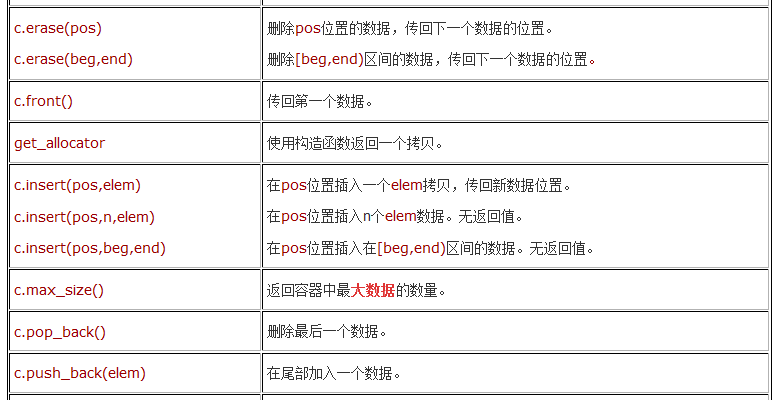 c.erase(pos) 删除pos位置的数据，传回下一个数据的位置。
c.erase(beg,end) 删除[beg,end)区间的数据，传回下一个数据的位置。
c.front() 传回第一个数据。
get_allocator 使用构造函数返回一个拷贝。
c.insert(pos,elem) 在pos位置插入一个elem拷贝，传回新数据位置。
c.insert(pos,n,elem) 在pos位置插入n个elem数据。无返回值。
c.insert(pos,beg,end) 在pos位置插入在[beg,end)区间的数据。无返回值。
c.max_size() 返回容器中最大数据的数量。
c.pop_back() 删除最后一个数据。
c.push_back(elem) 在尾部加入一个数据。